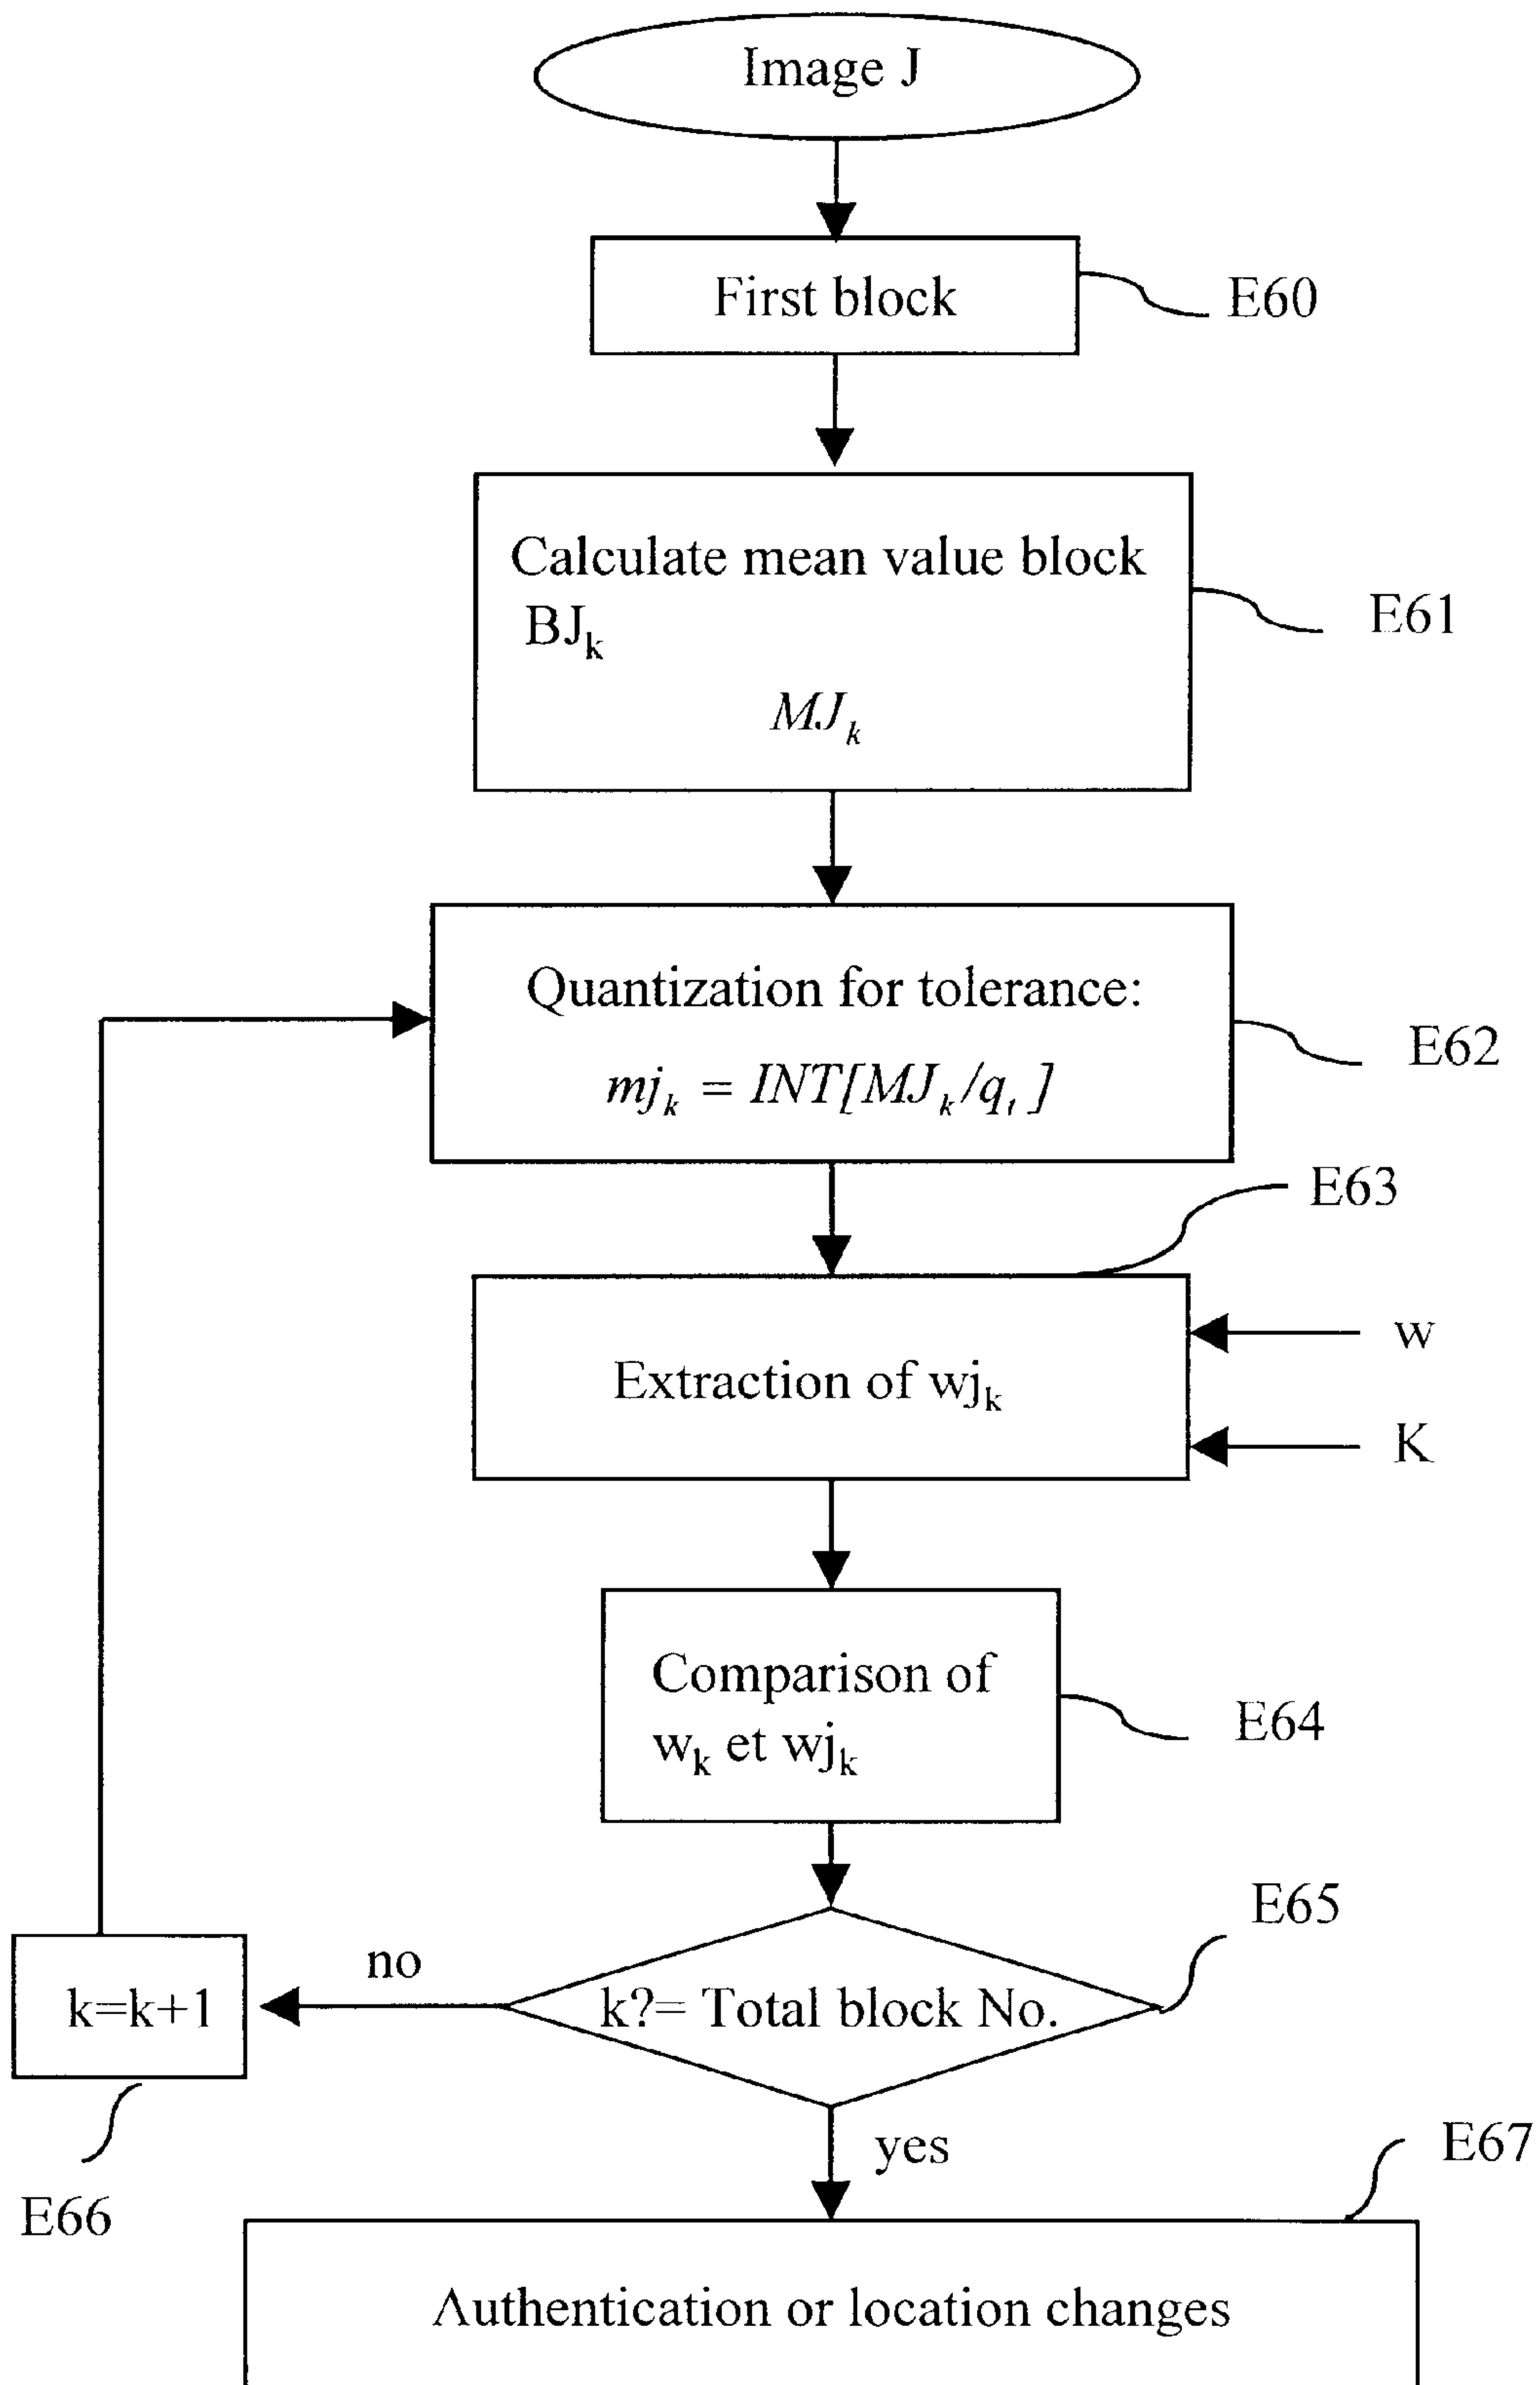 Image J
First block
E60
Calculate mean value block
BJk
MJk
E61
Quantization for tolerance:
mjk = INT[MJk/qt]
E62
E63
Extraction of wjk
w
K
Comparison of
wk et wjk
E64
E65
k?= Total block No.
no
k=k+1
E66
yes
E67
Authentication or location changes